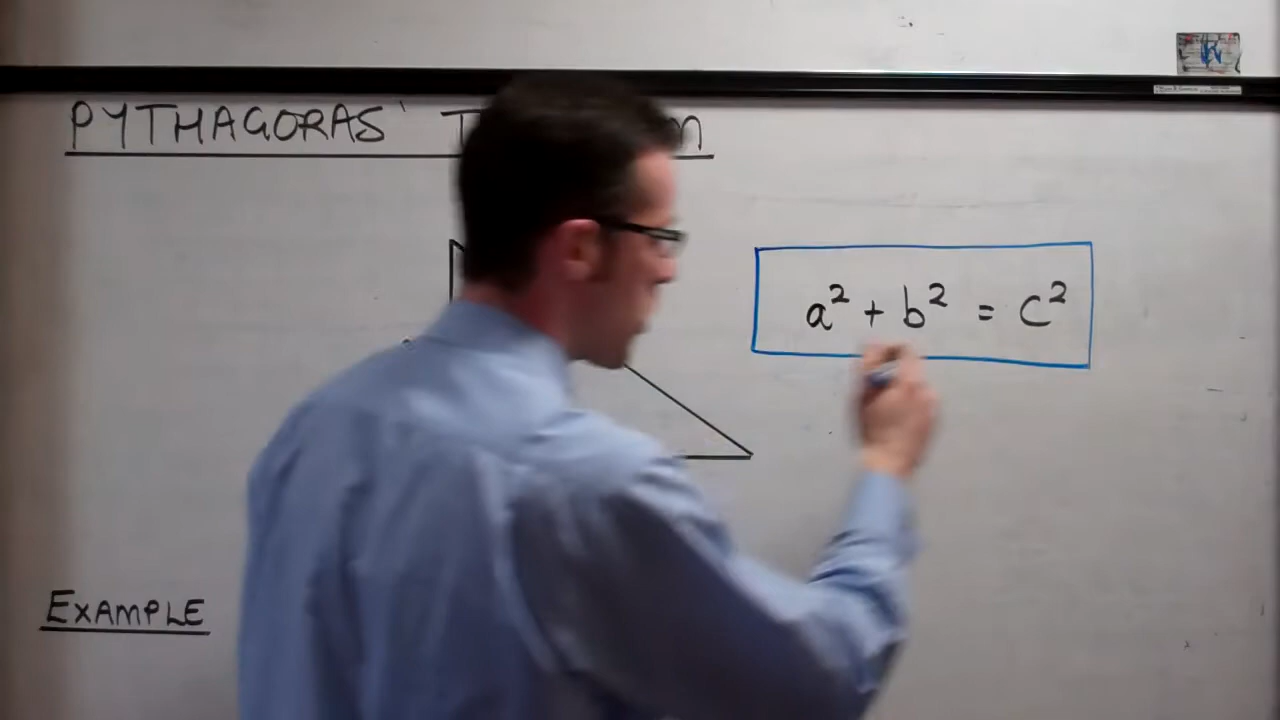 PYTHAGORAS'
a² + b² = c²
EXAMPLE